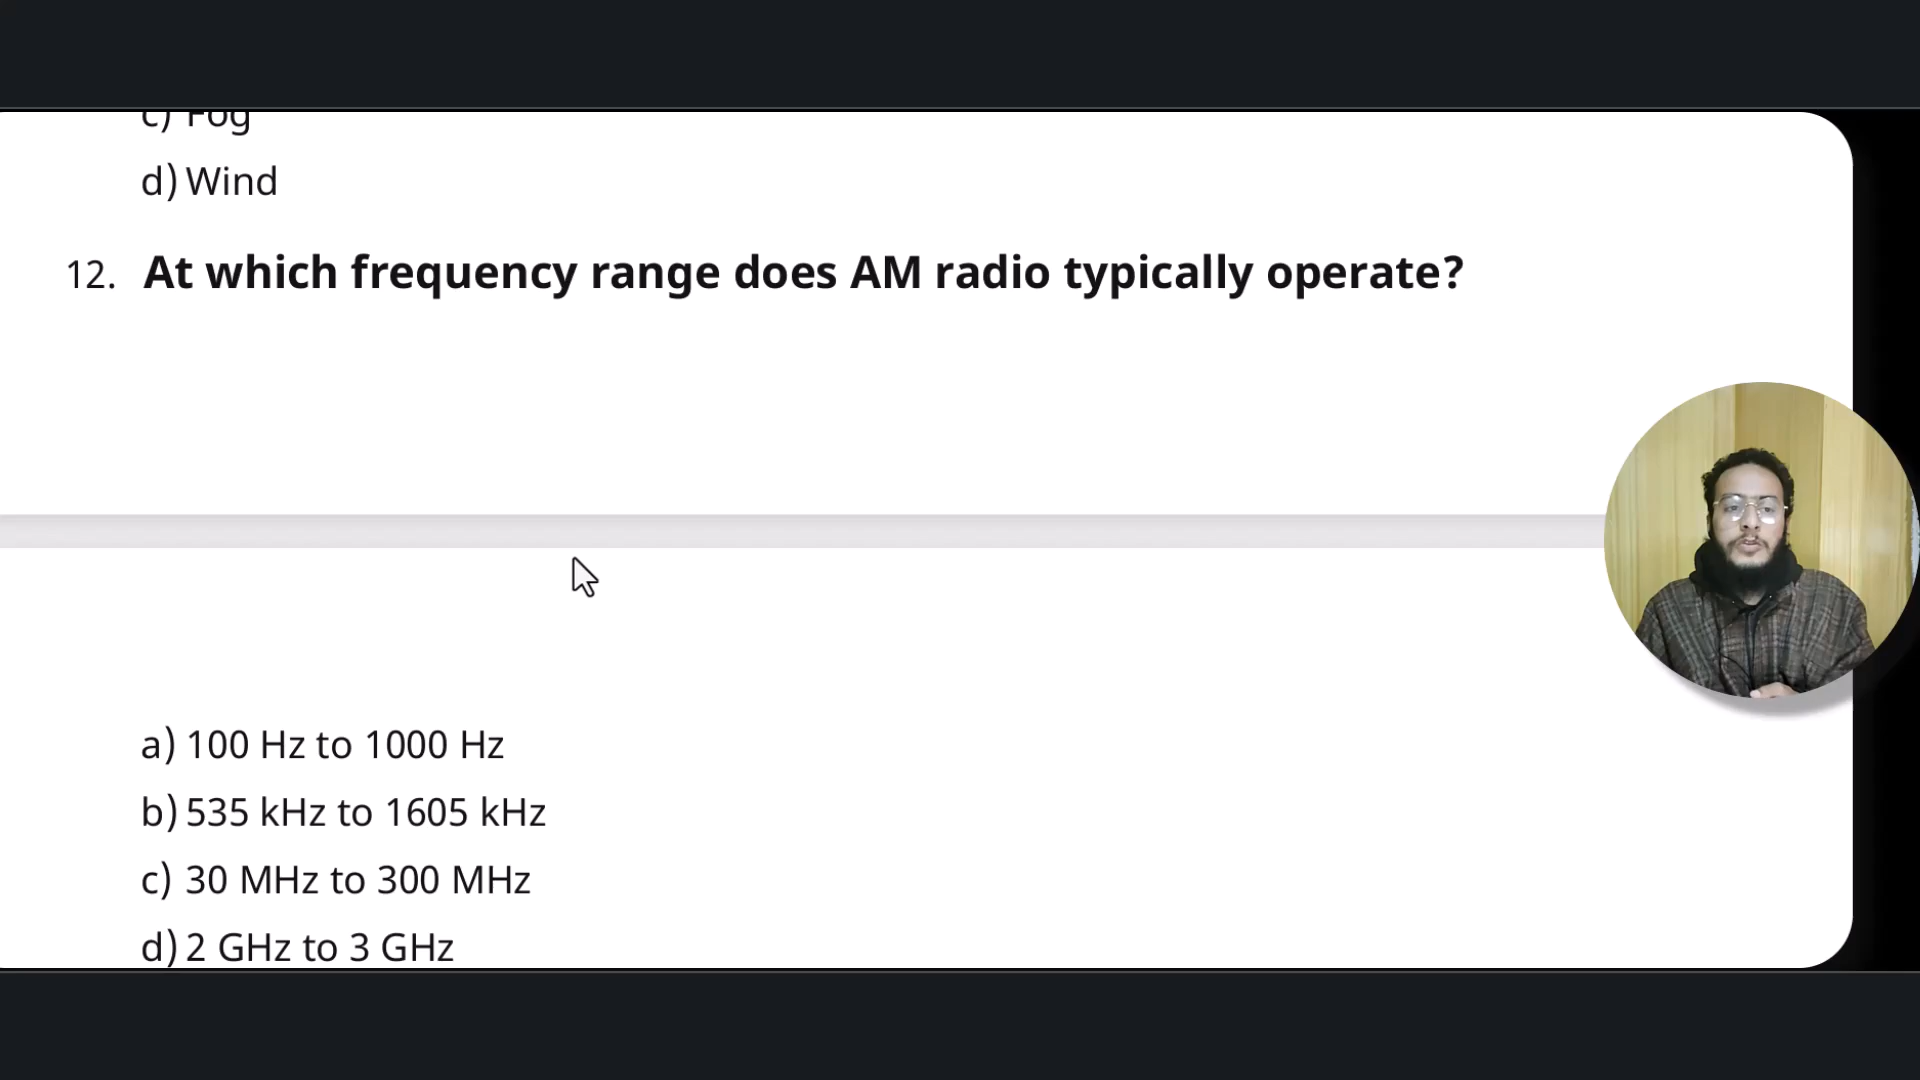 c) Fog
d) Wind
12. At which frequency range does AM radio typically operate?
a) 100 Hz to 1000 Hz
b) 535 kHz to 1605 kHz
c) 30 MHz to 300 MHz
d) 2 GHz to 3 GHz